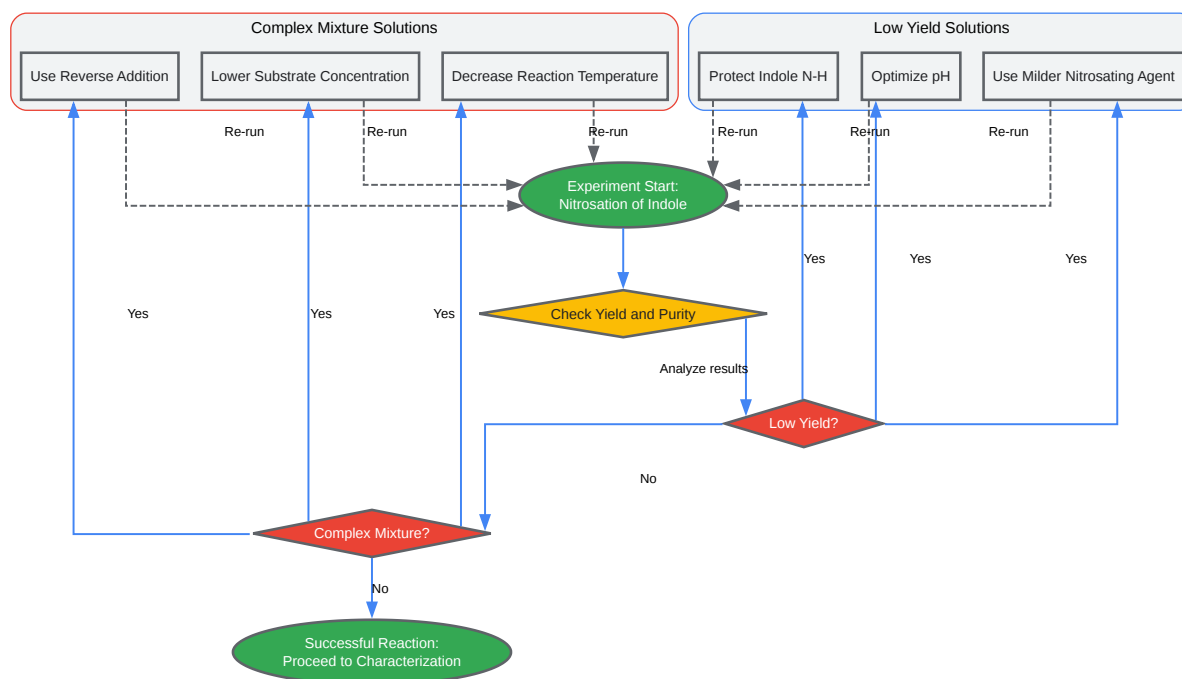 Complex Mixture Solutions
Low Yield Solutions
Use Reverse Addition
Lower Substrate Concentration
Decrease Reaction Temperature
Protect Indole N-H
Optimize pH
Use Milder Nitrosating Agent
Re-run
Re-run
Re-run
Re-run
Re-run
Re-run
Experiment Start:
Nitrosation of Indole
Yes
Yes
Yes
Yes
Yes
Yes
Check Yield and Purity
Analyze results
Low Yield?
No
Complex Mixture?
No
Successful Reaction:
Proceed to Characterization